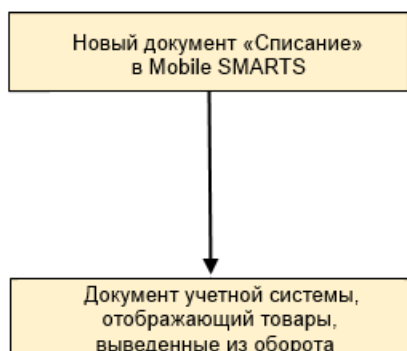 Новый документ «Списание»
в Mobile SMARTS
Документ учетной системы,
отображающий товары,
выведенные из оборота